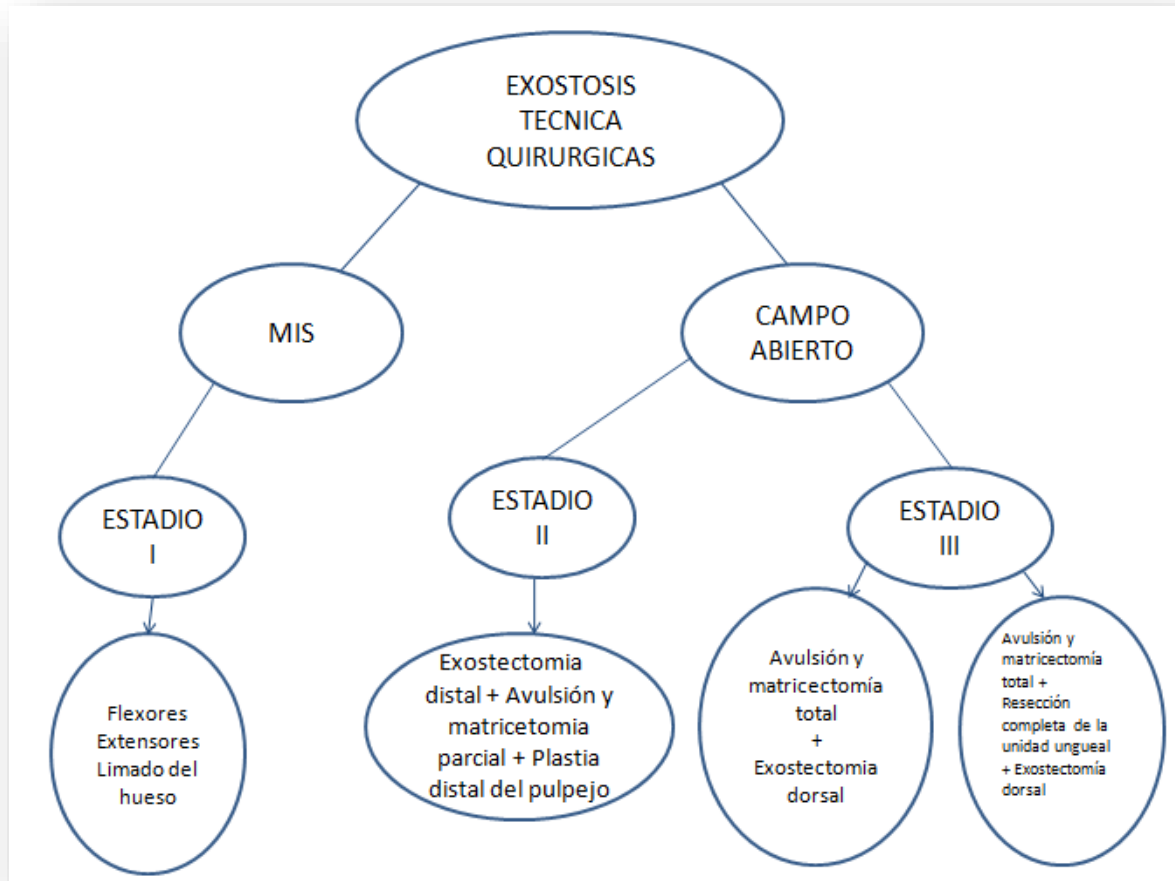 EXOSTOSIS
TECNICA
QUIRURGICAS
MIS
CAMPO
ABIERTO
ESTADIO
I
ESTADIO
II
ESTADIO
III
Flexores
Extensores
Limado del
hueso
Exostectomia
distal + Avulsión y
matricetomia
parcial + Plastia
distal del pulpejo
Avulsión y
matricectomía
total
+
Exostectomia
dorsal
Avulsión y
matricectomía
total +
Resección
completa de la
unidad ungueal
+ Exostectomía
dorsal